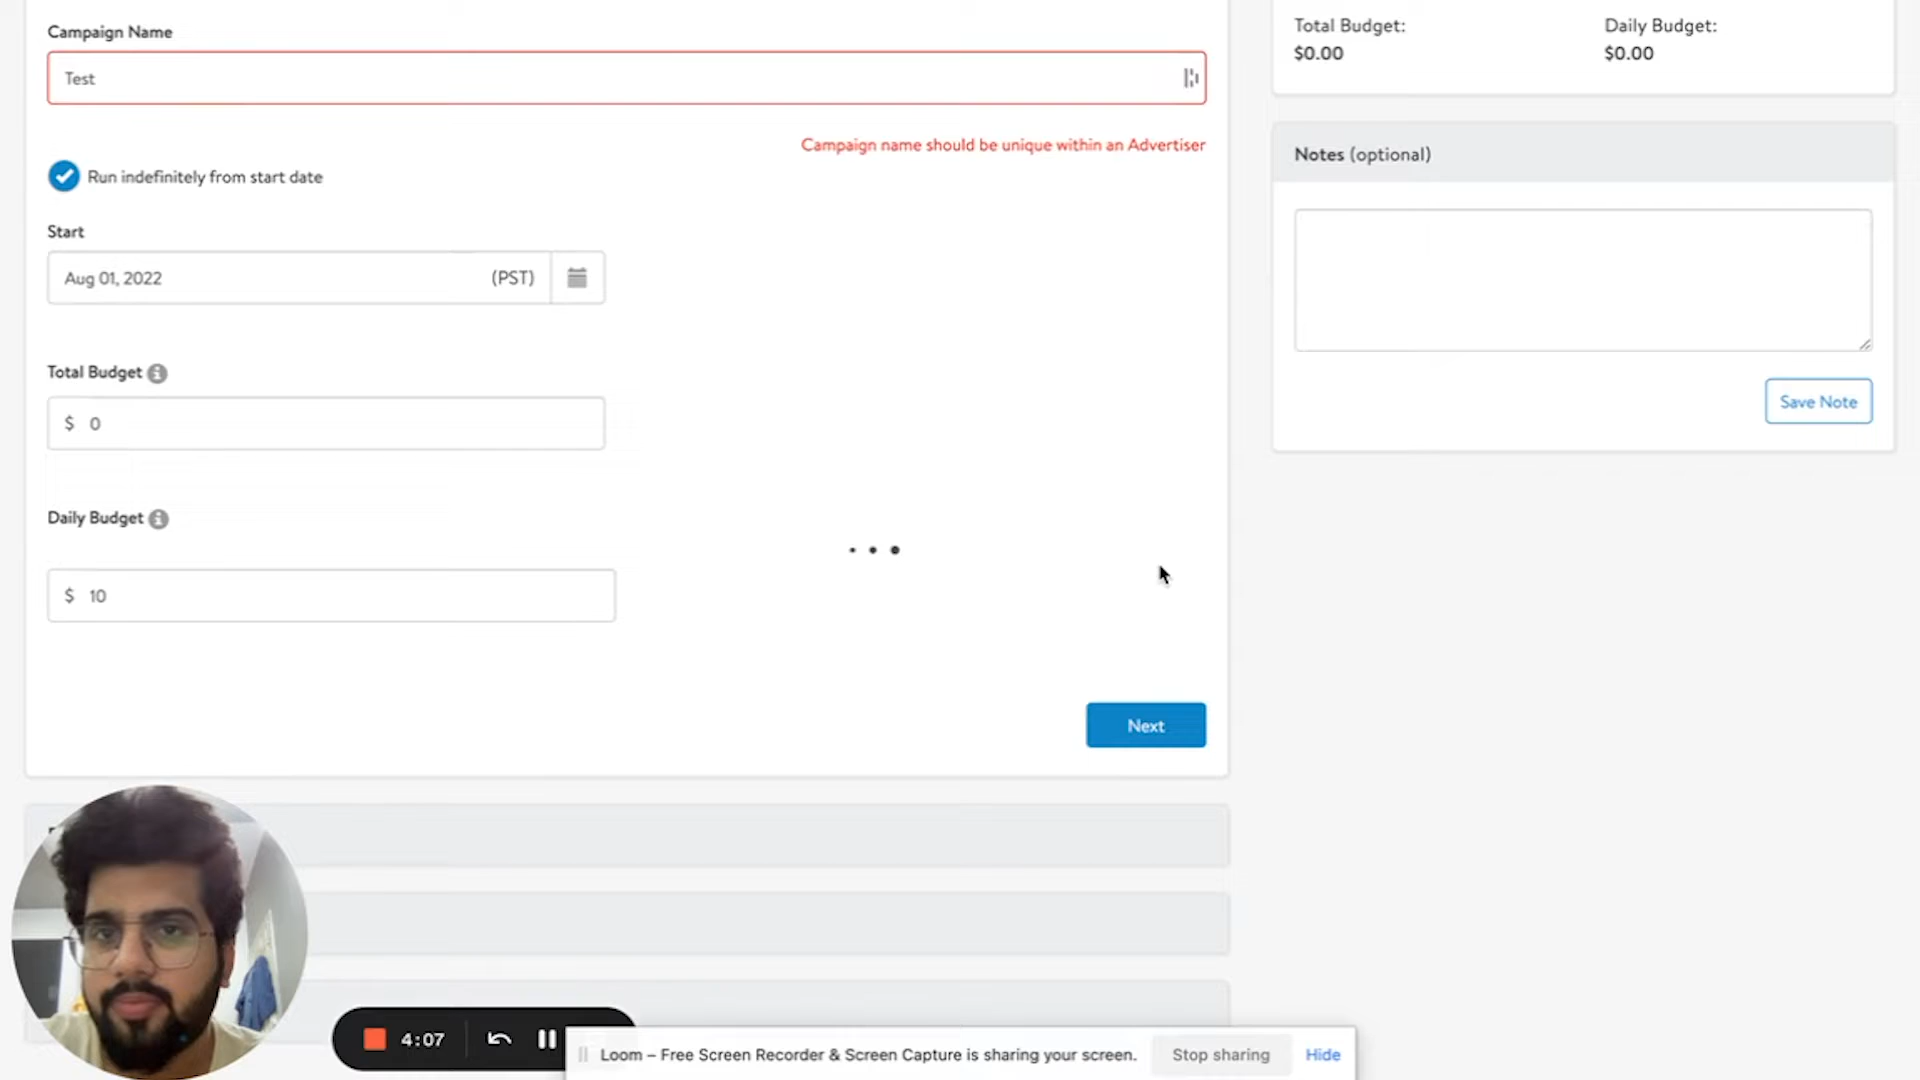 Campaign Name
Test
Campaign name should be unique within an Advertiser
Run indefinitely from start date
Start
Aug 01, 2022 (PST)
Total Budget
$ 0
Daily Budget
$ 10
Next
Total Budget: Daily Budget:
$0.00 $0.00
Notes (optional)
Save Note
4:07
Loom – Free Screen Recorder & Screen Capture is sharing your screen. Stop sharing Hide